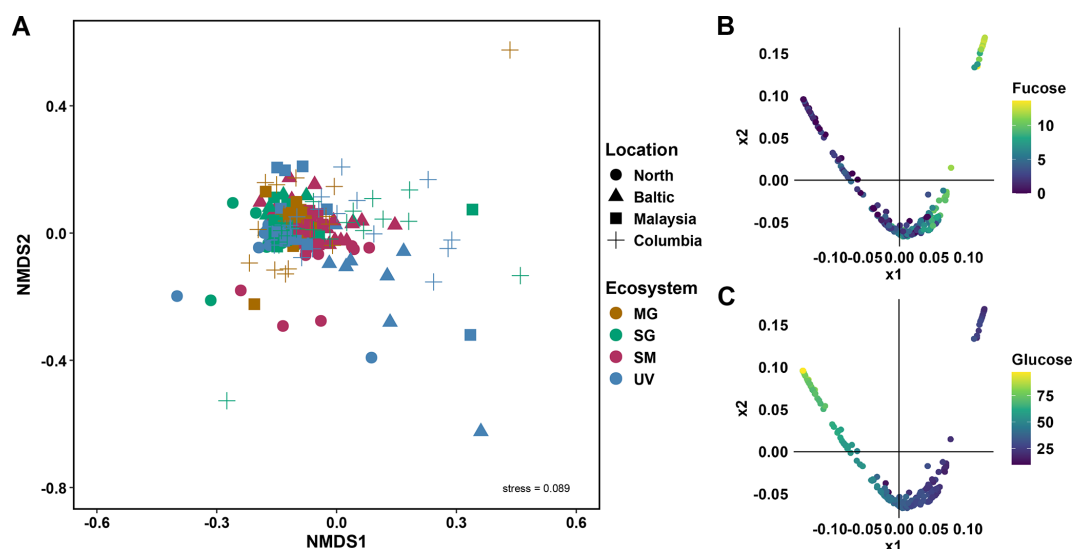 A
NMDS2
0.4
0.0
-0.4
-0.8
-0.6
-0.3
0.0
0.3
0.6
NMDS1
stress = 0.089
Location
North
Baltic
Malaysia
Columbia
Ecosystem
MG
SG
SM
UV
B
x2
0.15
0.10
0.05
0.00
-0.05
-0.10
-0.05
0.00
0.05
0.10
x1
Fucose
10
5
0
C
x2
0.15
0.10
0.05
0.00
-0.05
-0.10
-0.05
0.00
0.05
0.10
x1
Glucose
75
50
25